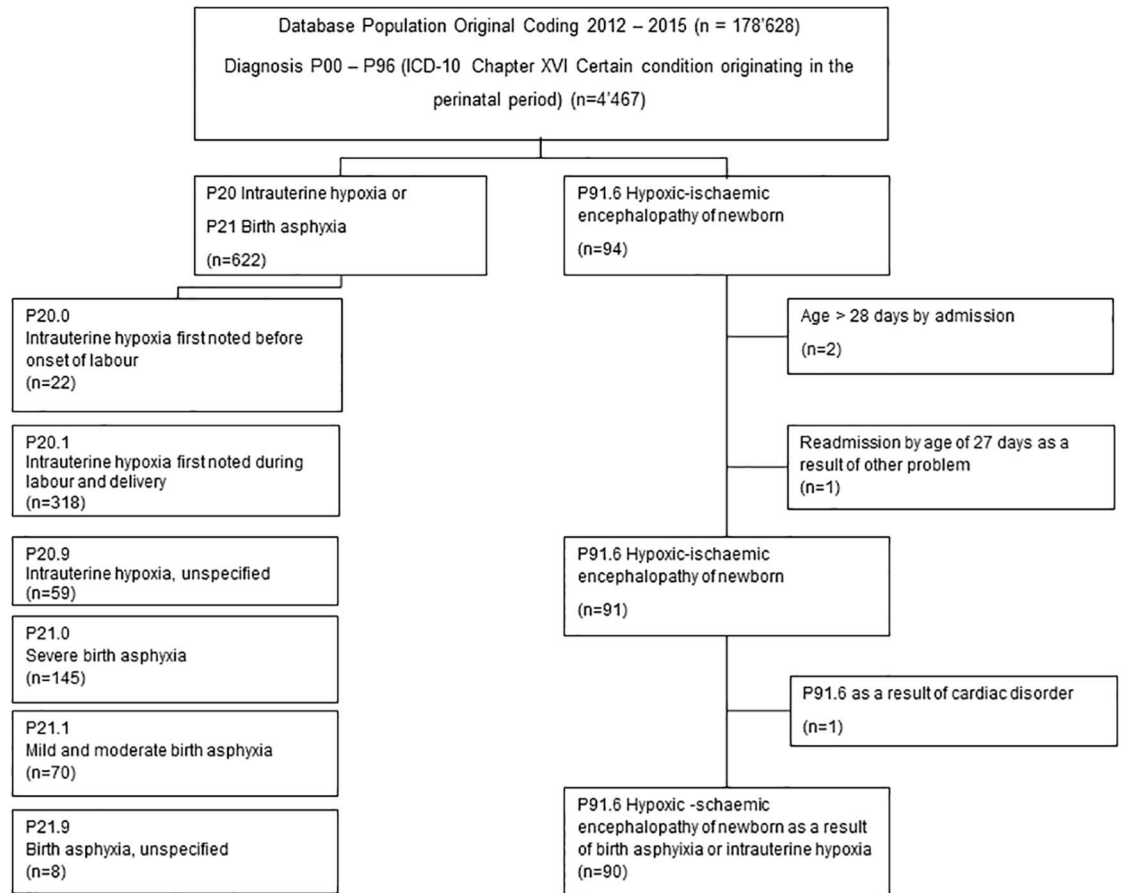 Database Population Original Coding 2012 – 2015 (n = 178'628)
Diagnosis P00 – P96 (ICD-10 Chapter XVI Certain condition originating in the
perinatal period) (n=4'467)
P20 Intrauterine hypoxia or
P21 Birth asphyxia
(n=622)
P20.0
Intrauterine hypoxia first noted before
onset of labour
(n=22)
P20.1
Intrauterine hypoxia first noted during
labour and delivery
(n=318)
P20.9
Intrauterine hypoxia, unspecified
(n=59)
P21.0
Severe birth asphyxia
(n=145)
P21.1
Mild and moderate birth asphyxia
(n=70)
P21.9
Birth asphyxia, unspecified
(n=8)
P91.6 Hypoxic-ischaemic
encephalopathy of newborn
(n=94)
Age > 28 days by admission
(n=2)
Readmission by age of 27 days as a
result of other problem
(n=1)
P91.6 Hypoxic-ischaemic
encephalopathy of newborn
(n=91)
P91.6 as a result of cardiac disorder
(n=1)
P91.6 Hypoxic -schaemic
encephalopathy of newborn as a result
of birth asphyixia or intrauterine hypoxia
(n=90)